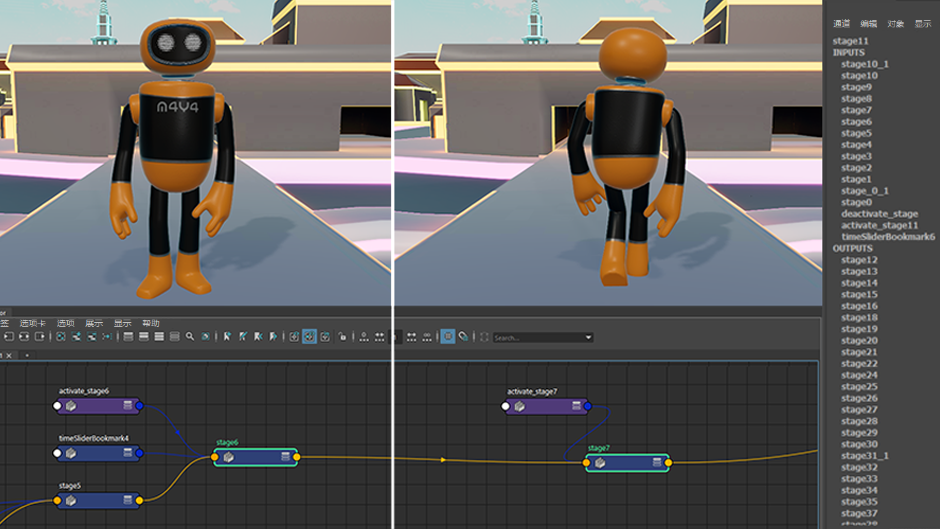 M4Y4
签 选项卡 选项 展示 显示 帮助
Search...
activate_stage6
timeSliderBookmark4
stage5
stage6
activate_stage7
stage7
通道 编辑 对象 显示
stage11
INPUTS
stage10_1
stage10
stage9
stage8
stage7
stage6
stage5
stage4
stage3
stage2
stage1
stage_0_1
stage0
deactivate_stage
activate_stage11
timeSliderBookmark6
OUTPUTS
stage12
stage13
stage14
stage15
stage16
stage18
stage19
stage20
stage21
stage22
stage24
stage25
stage26
stage27
stage28
stage29
stage30
stage31_1
stage32
stage33
stage34
stage35
stage37